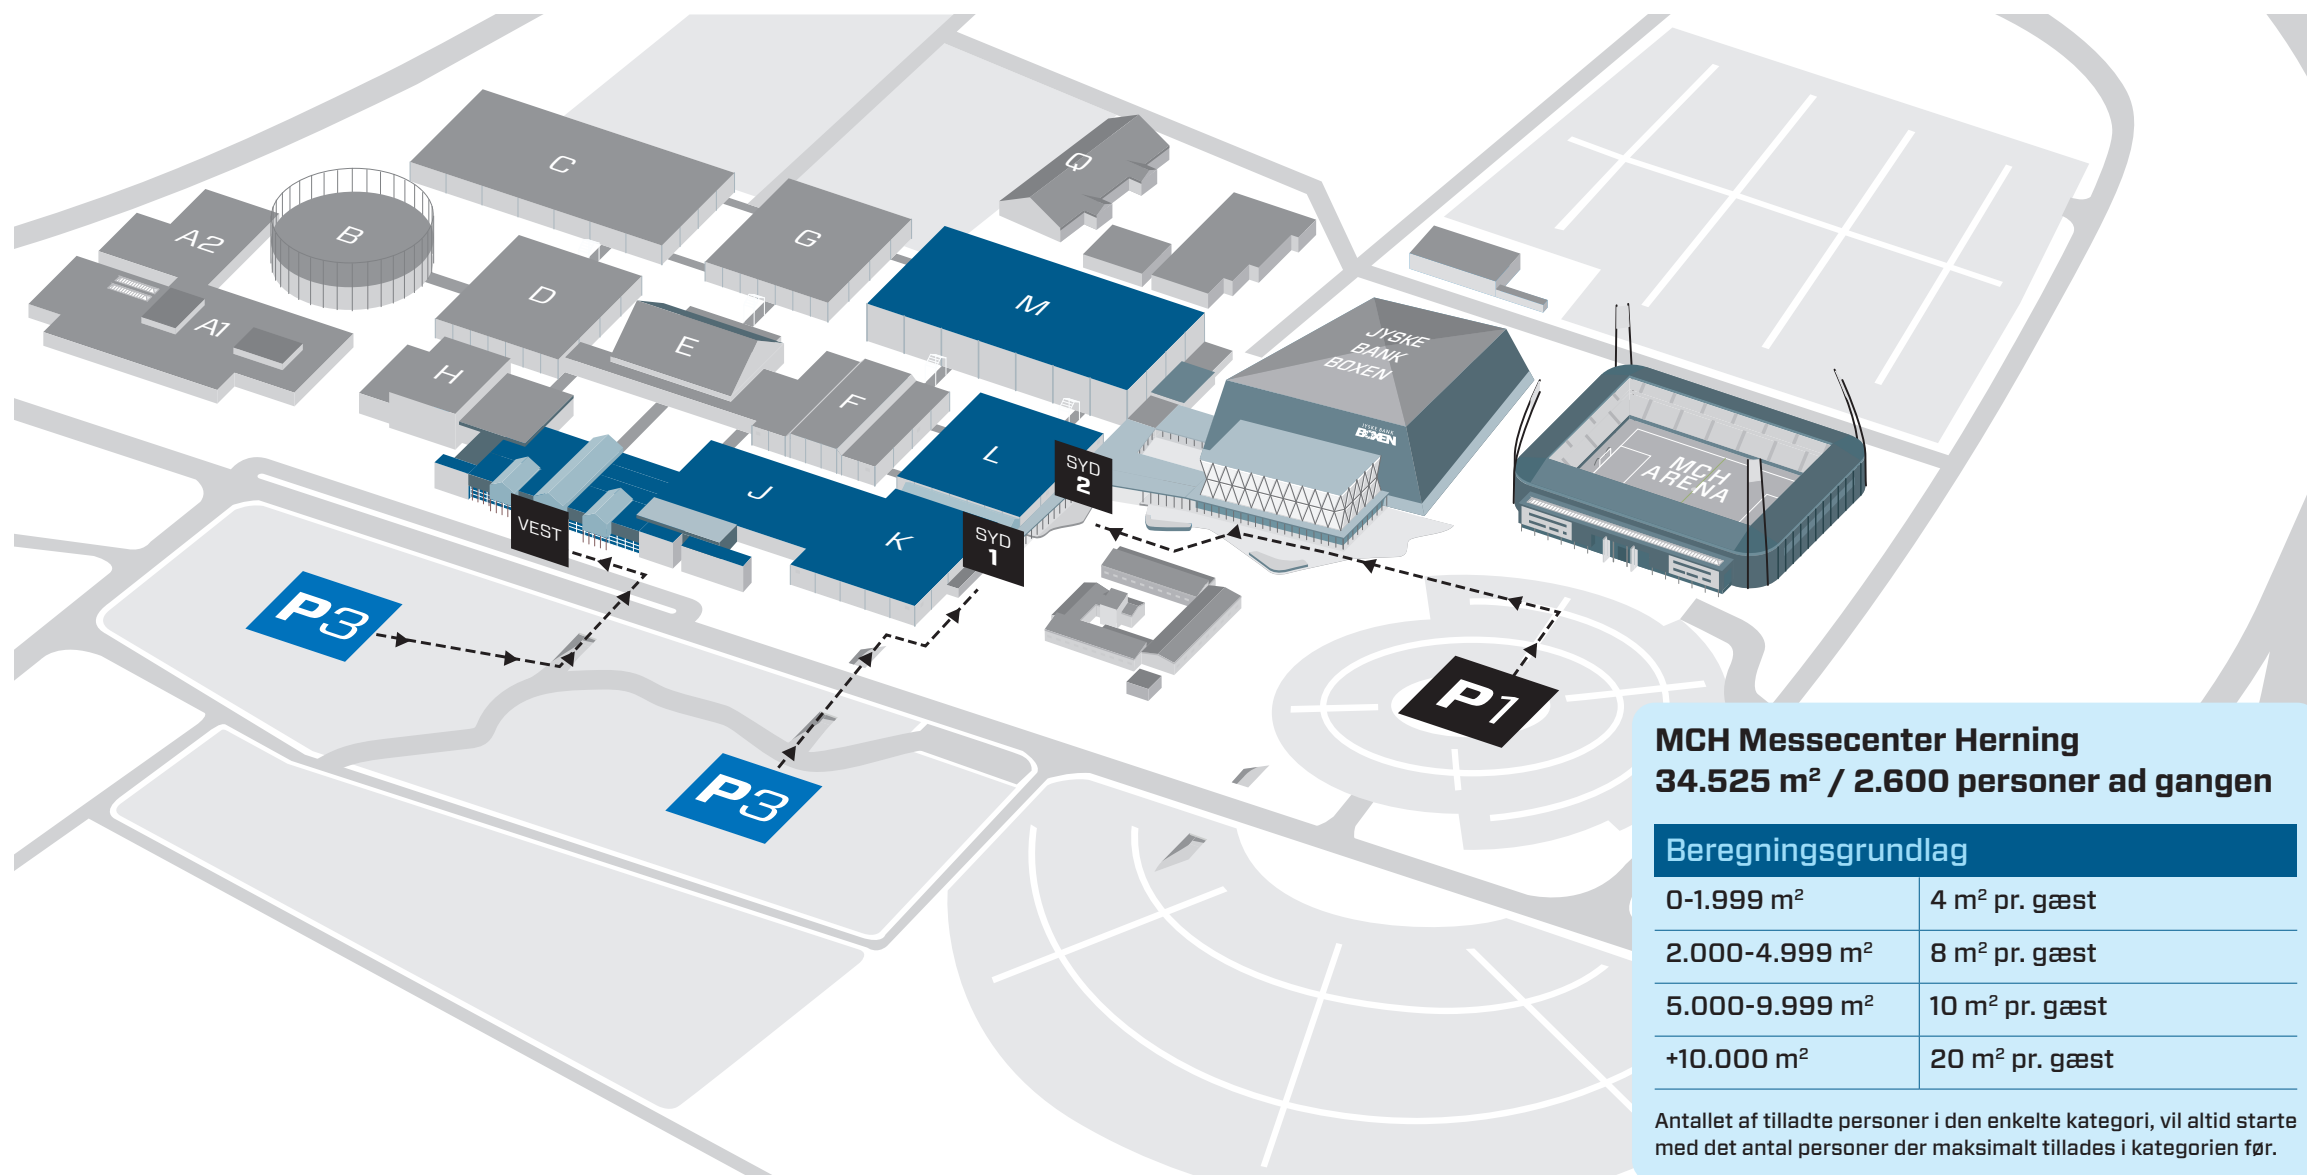 C
Q
A2
B
G
D
M
A1
E
H
F
JYSKE
BANK
BOXEN
JYSKE BANK
BOXEN
L
SYD
2
MCH
ARENA
J
VEST
K
SYD
1
P3
P1
P3
MCH Messecenter Herning
34.525 m² / 2.600 personer ad gangen
Beregningsgrundlag
0-1.999 m² 4 m² pr. gæst
2.000-4.999 m² 8 m² pr. gæst
5.000-9.999 m² 10 m² pr. gæst
+10.000 m² 20 m² pr. gæst
Antallet af tilladte personer i den enkelte kategori, vil altid starte
med det antal personer der maksimalt tillades i kategorien før.